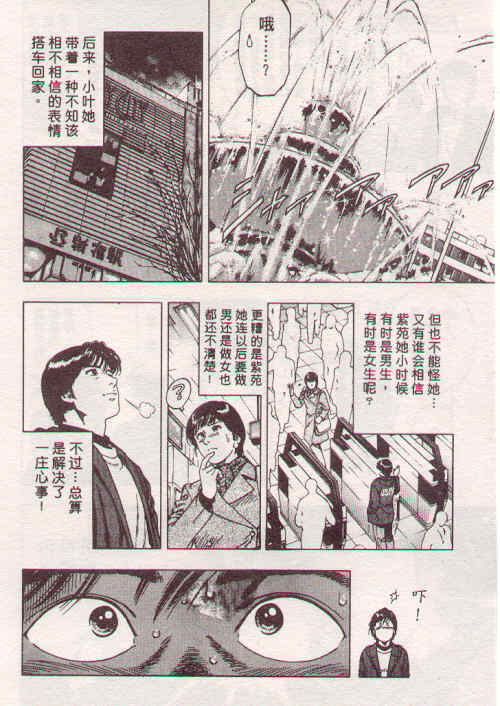 哦……？
后来，小叶她
带着一种不知该
相不相信的表情
搭车回家。
但也不能怪她…
又有谁会相信
紫苑她小时候
有时是男生，
有时是女生呢？
更糟的是紫苑
她连以后要做
男还是做女也
都还不清楚！
？
不过…总算
是解决了
一庄心事！
吓！